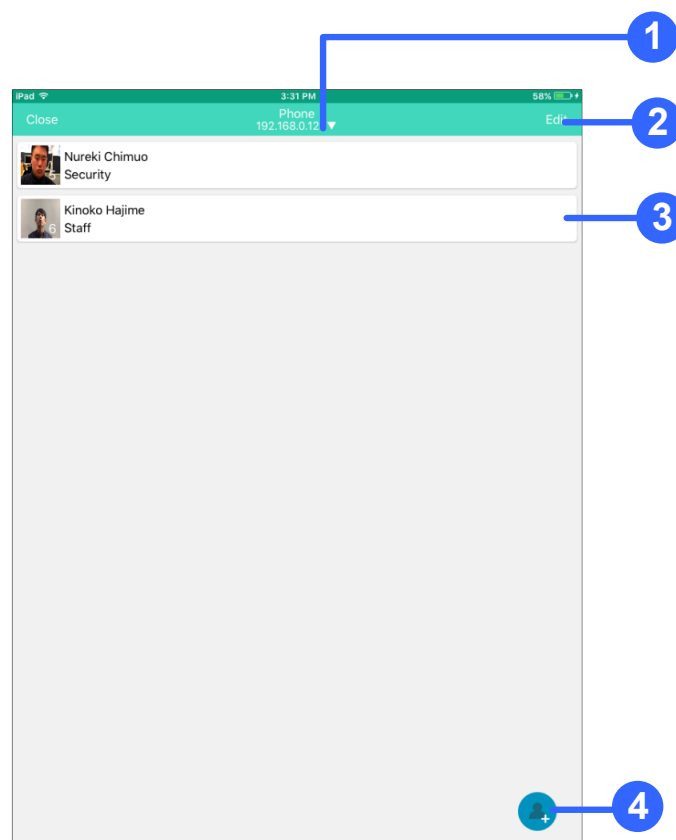 1
iPad 3:31 PM 58%
Close Phone Edit
192.168.0.12 ▼
2
Nureki Chimuo
Security
Kinoko Hajime
6 Staff
3
4